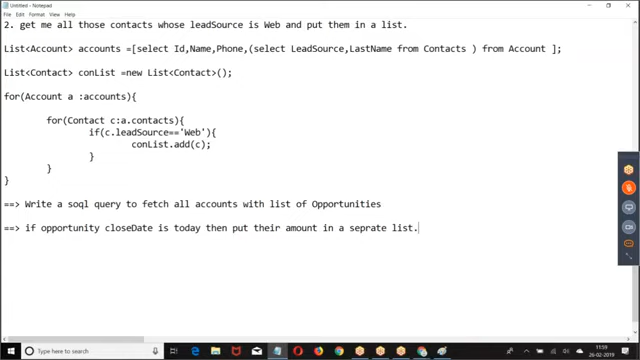 Untitled - Notepad
File Edit Format View Help
2. get me all those contacts whose leadSource is Web and put them in a list.
List<Account> accounts =[select Id,Name,Phone,(select LeadSource,LastName from Contacts ) from Account ];
List<Contact> conList =new List<Contact>();
for(Account a :accounts){
for(Contact c:a.contacts){
if(c.leadSource=='Web'){
conList.add(c);
}
}
}
==> Write a soql query to fetch all accounts with list of Opportunities
==> if opportunity closeDate is today then put their amount in a seprate list.
Type here to search
11:59
26-02-2019